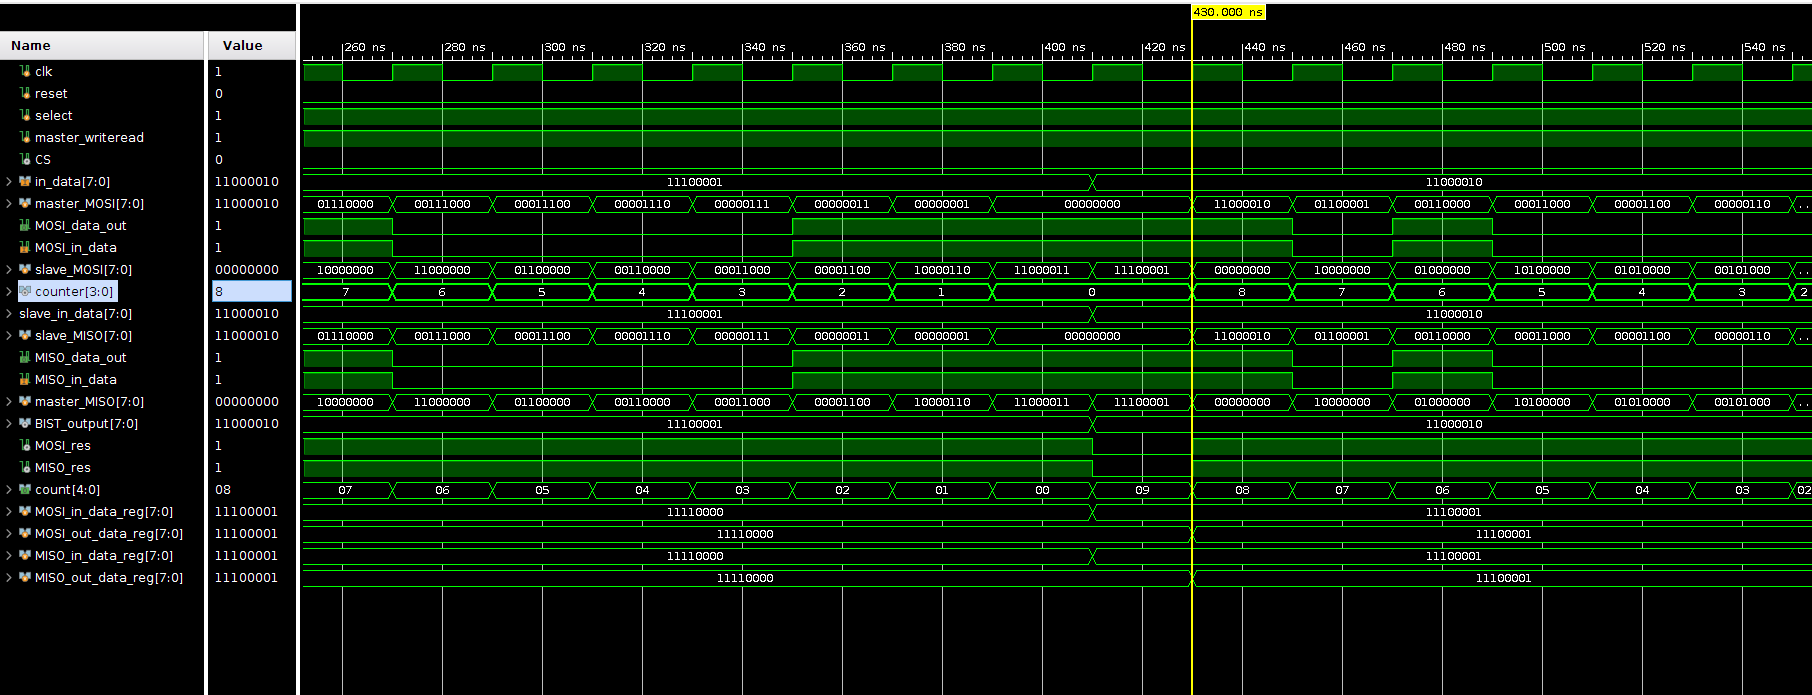 430.000 ns
Name Value 260 ns 280 ns 300 ns 320 ns 340 ns 360 ns 380 ns 400 ns 420 ns 440 ns 460 ns 480 ns 500 ns 520 ns 540 ns
clk 1
reset 0
select 1
master_writeread 1
CS 0
in_data[7:0] 11000010 11100001 11000010
master_MOSI[7:0] 11000010 01110000 00111000 00011100 00001110 00000111 00000011 00000001 00000000 11000010 01100001 00110000 00011000 00001100 00000110 ..
MOSI_data_out 1
MOSI_in_data 1
slave_MOSI[7:0] 00000000 10000000 11000000 01100000 00110000 00011000 00001100 10000110 11000011 11100001 00000000 10000000 01000000 10100000 01010000 00101000 ..
counter[3:0] 8 7 6 5 4 3 2 1 0 8 7 6 5 4 3 2
slave_in_data[7:0] 11000010 11100001 11000010
slave_MISO[7:0] 11000010 01110000 00111000 00011100 00001110 00000111 00000011 00000001 00000000 11000010 01100001 00110000 00011000 00001100 00000110 ..
MISO_data_out 1
MISO_in_data 1
master_MISO[7:0] 00000000 10000000 11000000 01100000 00110000 00011000 00001100 10000110 11000011 11100001 00000000 10000000 01000000 10100000 01010000 00101000 ..
BIST_output[7:0] 11000010 11100001 11000010
MOSI_res 1
MISO_res 1
count[4:0] 08 07 06 05 04 03 02 01 00 09 08 07 06 05 04 03 02
MOSI_in_data_reg[7:0] 11100001 11110000 11100001
MOSI_out_data_reg[7:0] 11100001 11110000 11100001
MISO_in_data_reg[7:0] 11100001 11110000 11100001
MISO_out_data_reg[7:0] 11100001 11110000 11100001